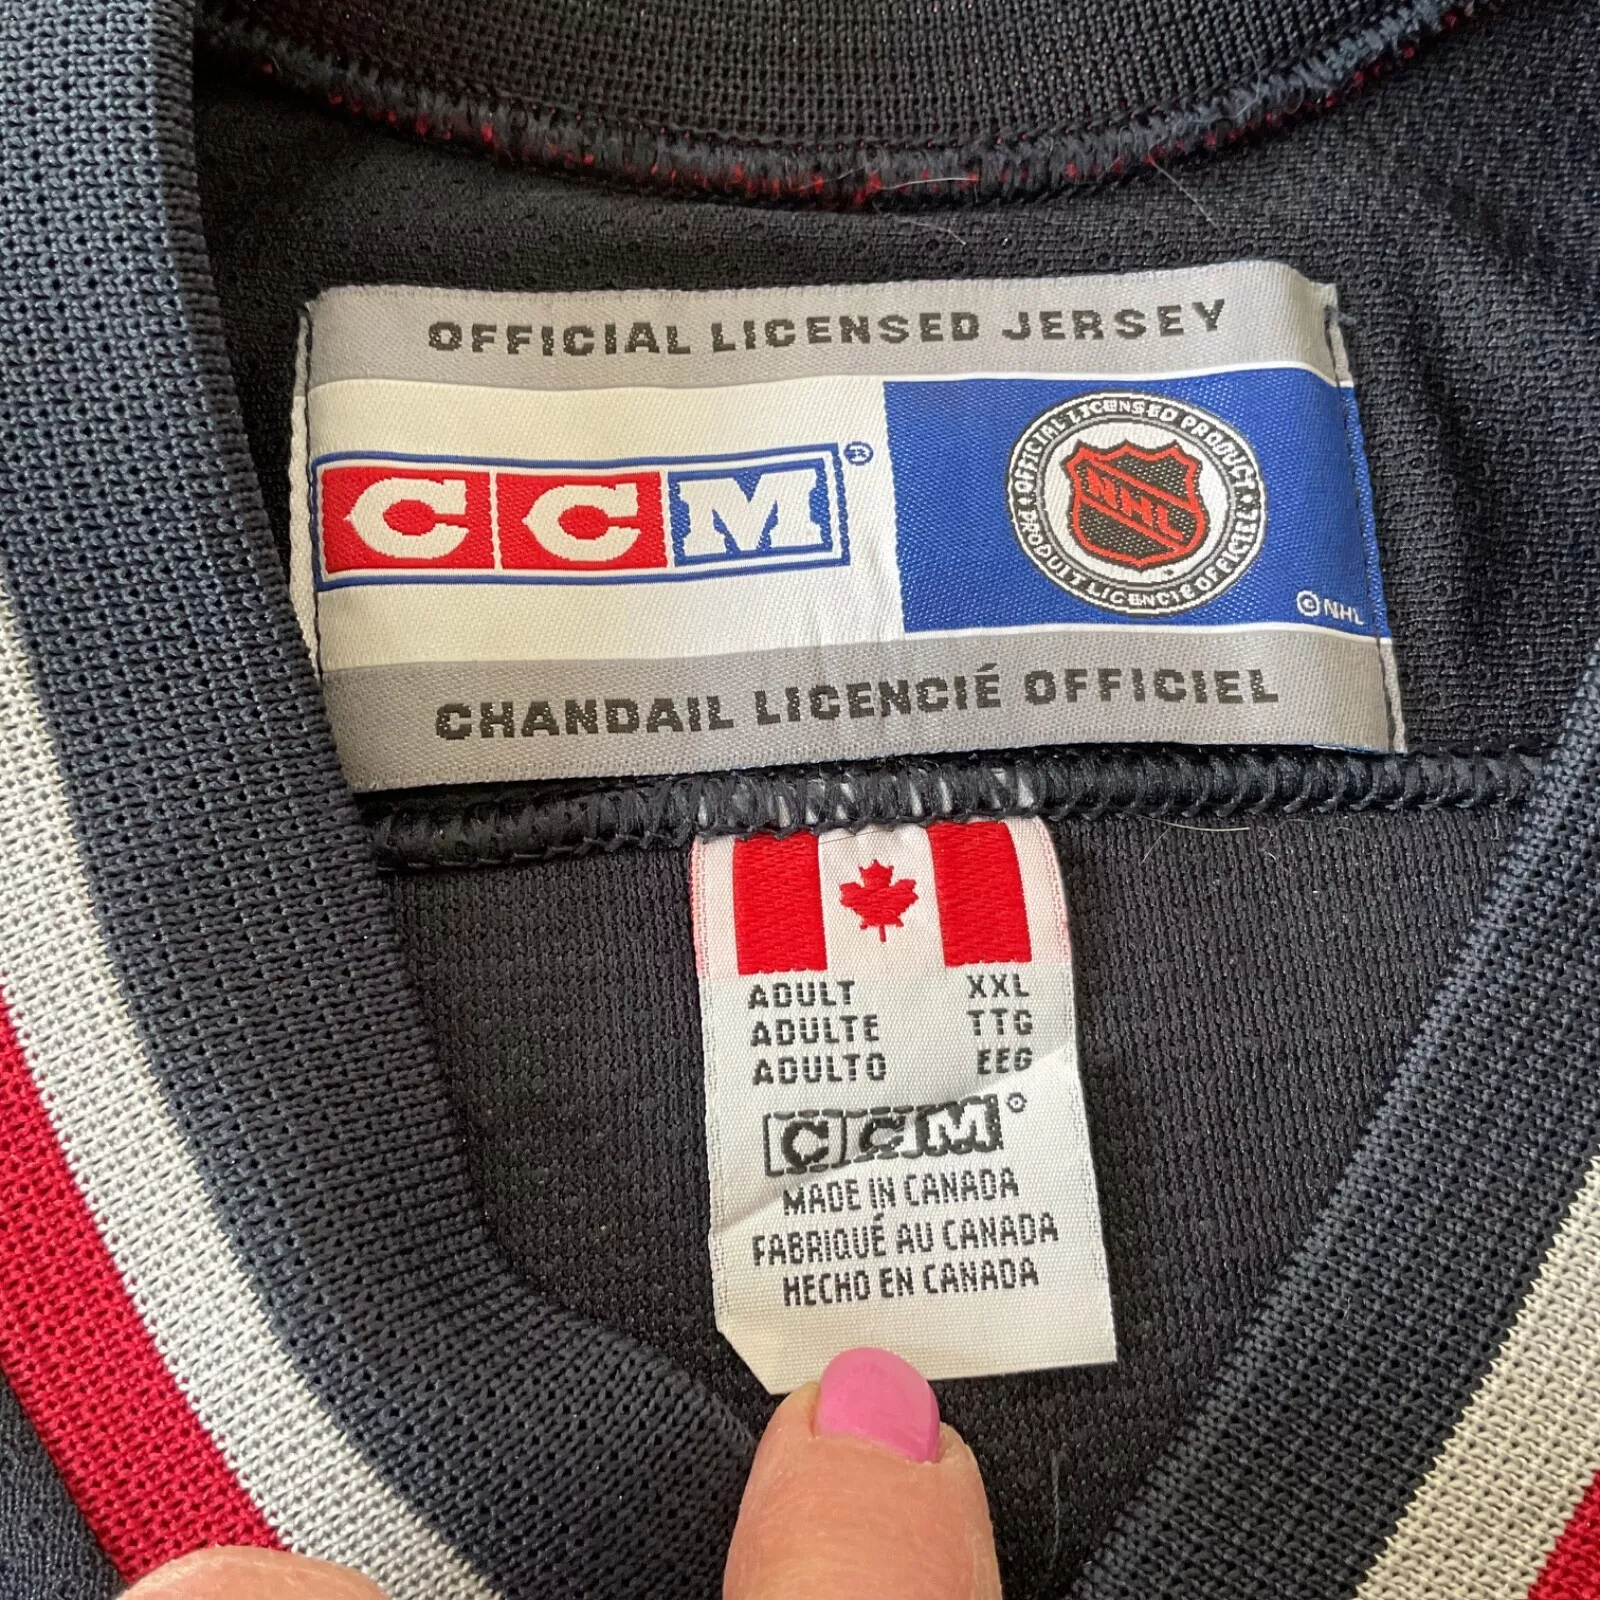 OFFICIAL LICENSED JERSEY
CCM®
OFFICIAL LICENSED PRODUCT ★ PRODUIT LICENCIÉ OFFICIEL ★
NHL
© NHL
CHANDAIL LICENCIÉ OFFICIEL
ADULT XXL
ADULTE TTG
ADULTO EEG
CCM®
MADE IN CANADA
FABRIQUÉ AU CANADA
HECHO EN CANADA